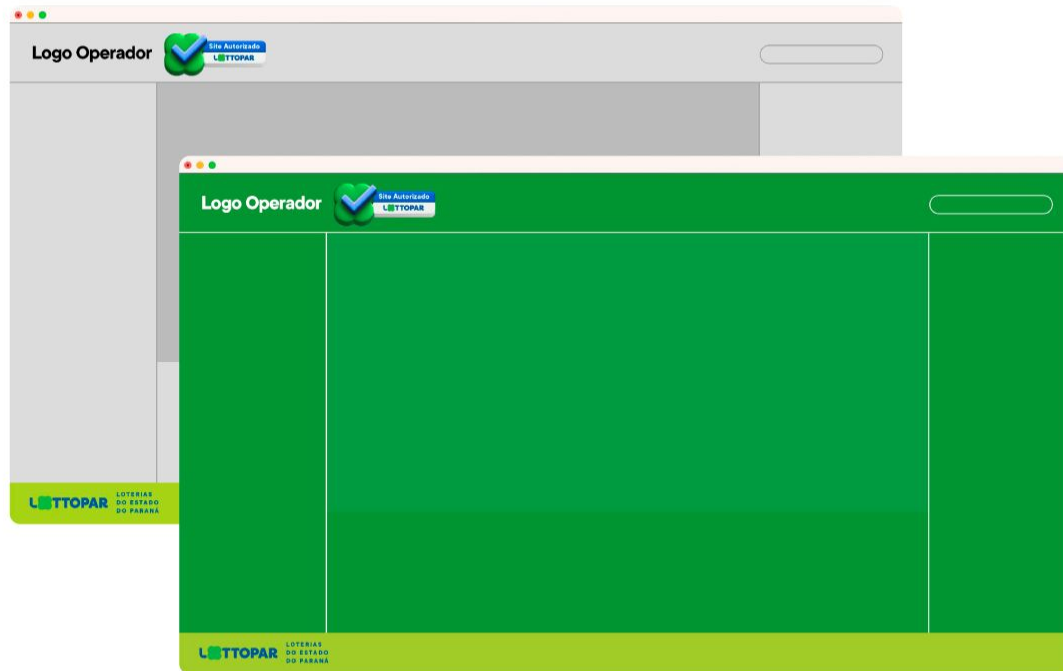 Logo Operador
Site Autorizado
LOTTOPAR
LOTTOPAR
LOTERIAS
DO ESTADO
DO PARANÁ
Logo Operador
Site Autorizado
LOTTOPAR
LOTTOPAR
LOTERIAS
DO ESTADO
DO PARANÁ